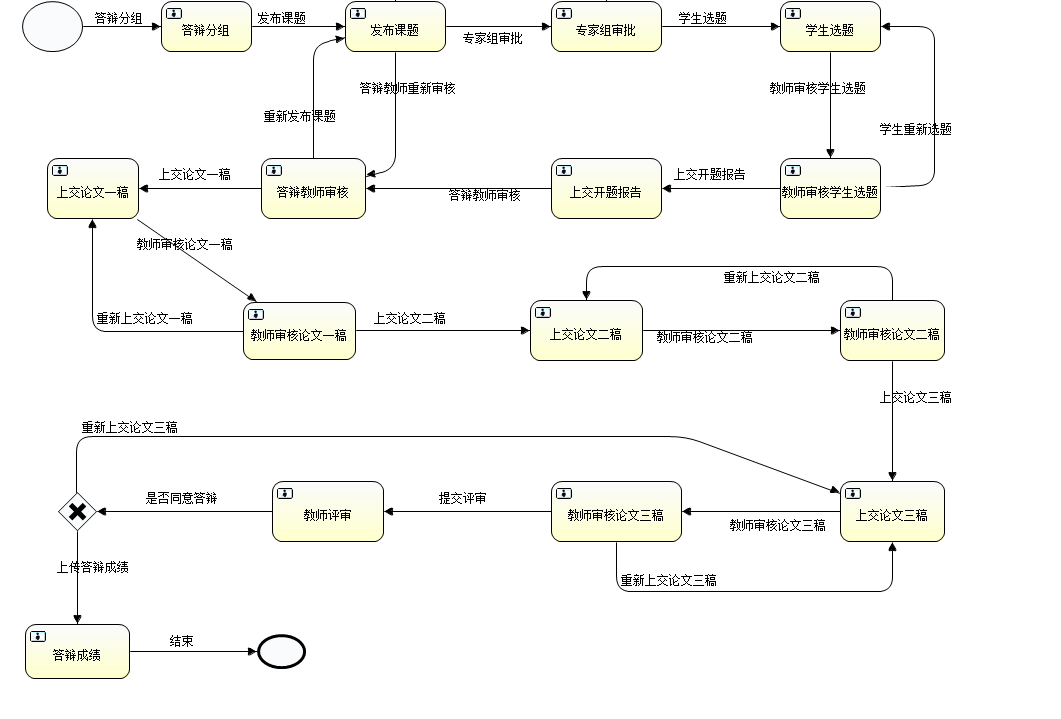 答辩分组
答辩分组
发布课题
发布课题
专家组审批
专家组审批
学生选题
学生选题
答辩教师重新审核
教师审核学生选题
重新发布课题
学生重新选题
上交论文一稿
上交论文一稿
答辩教师审核
答辩教师审核
上交开题报告
上交开题报告
教师审核学生选题
教师审核论文一稿
重新上交论文二稿
重新上交论文一稿
教师审核论文一稿
上交论文二稿
上交论文二稿
教师审核论文二稿
教师审核论文二稿
上交论文三稿
重新上交论文三稿
是否同意答辩
教师评审
提交评审
教师审核论文三稿
教师审核论文三稿
上交论文三稿
上传答辩成绩
重新上交论文三稿
答辩成绩
结束